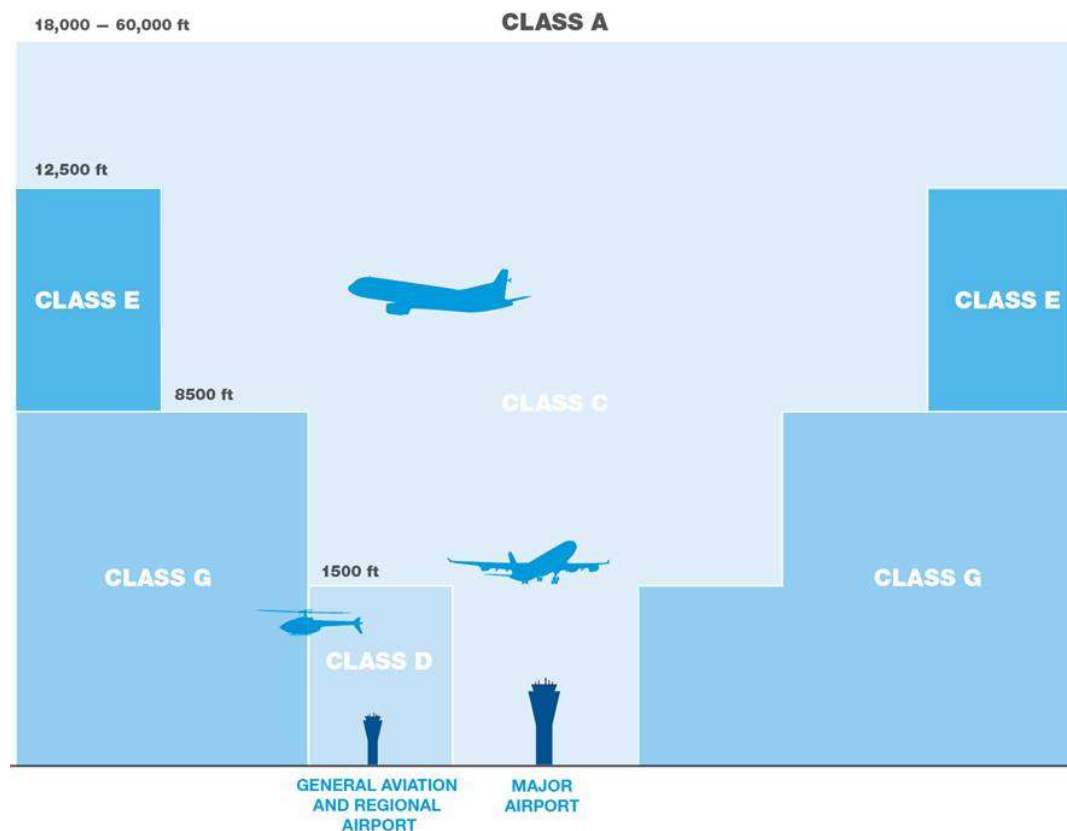 18,000 – 60,000 ft
CLASS A
12,500 ft
CLASS E
CLASS E
8500 ft
CLASS C
1500 ft
CLASS G
CLASS G
CLASS D
GENERAL AVIATION
AND REGIONAL
AIRPORT
MAJOR
AIRPORT